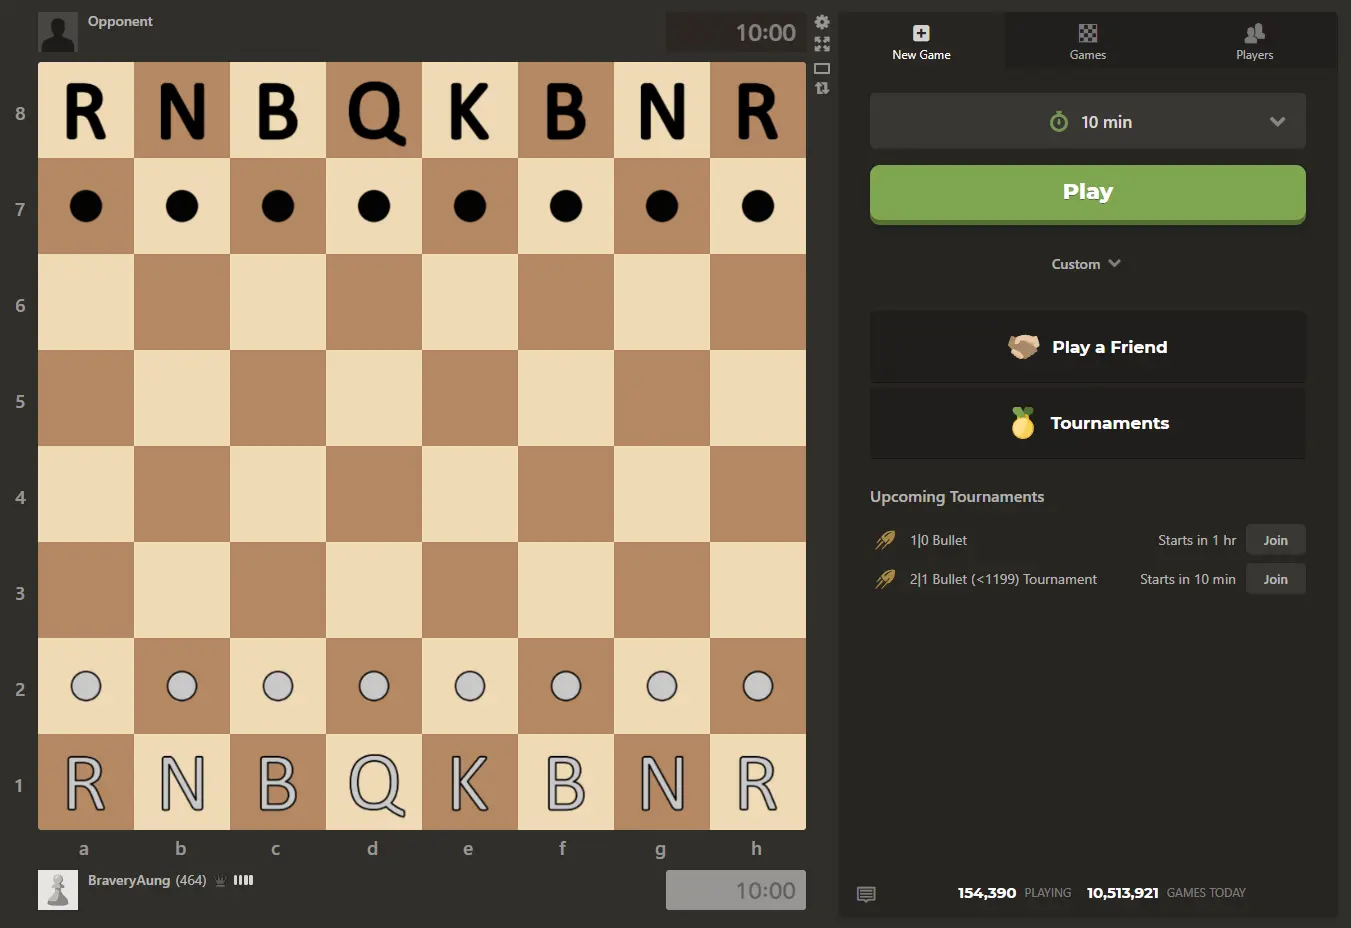 Opponent
10:00
8 R N B Q K B N R
7
6
5
4
3
2
1 R N B Q K B N R
a b c d e f g h
BraveryAung (464)
10:00
New Game Games Players
10 min
Play
Custom
Play a Friend
Tournaments
Upcoming Tournaments
1|0 Bullet Starts in 1 hr Join
2|1 Bullet (<1199) Tournament Starts in 10 min Join
154,390 PLAYING 10,513,921 GAMES TODAY